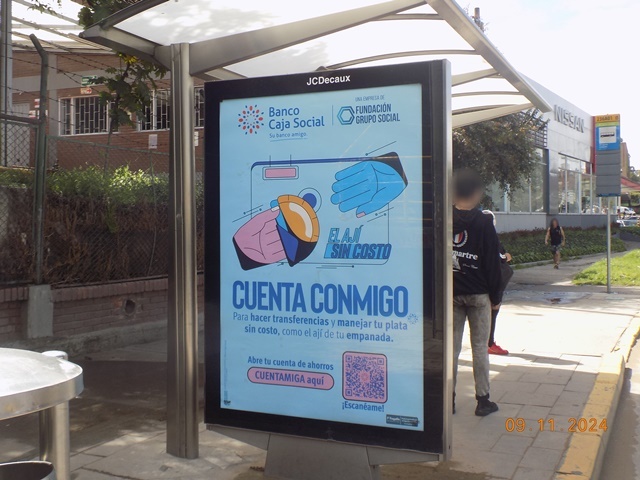 JCDecaux
Banco
Caja Social
Su banco amigo
UNA EMPRESA DE
FUNDACIÓN
GRUPO SOCIAL
EL AJÍ
SIN COSTO
CUENTA CONMIGO
Para hacer transferencias y manejar tu plata
sin costo, como el ají de tu empanada.
Abre tu cuenta de ahorros
CUENTAMIGA aquí
¡Escanéame!
NISSAN
09.11.2024